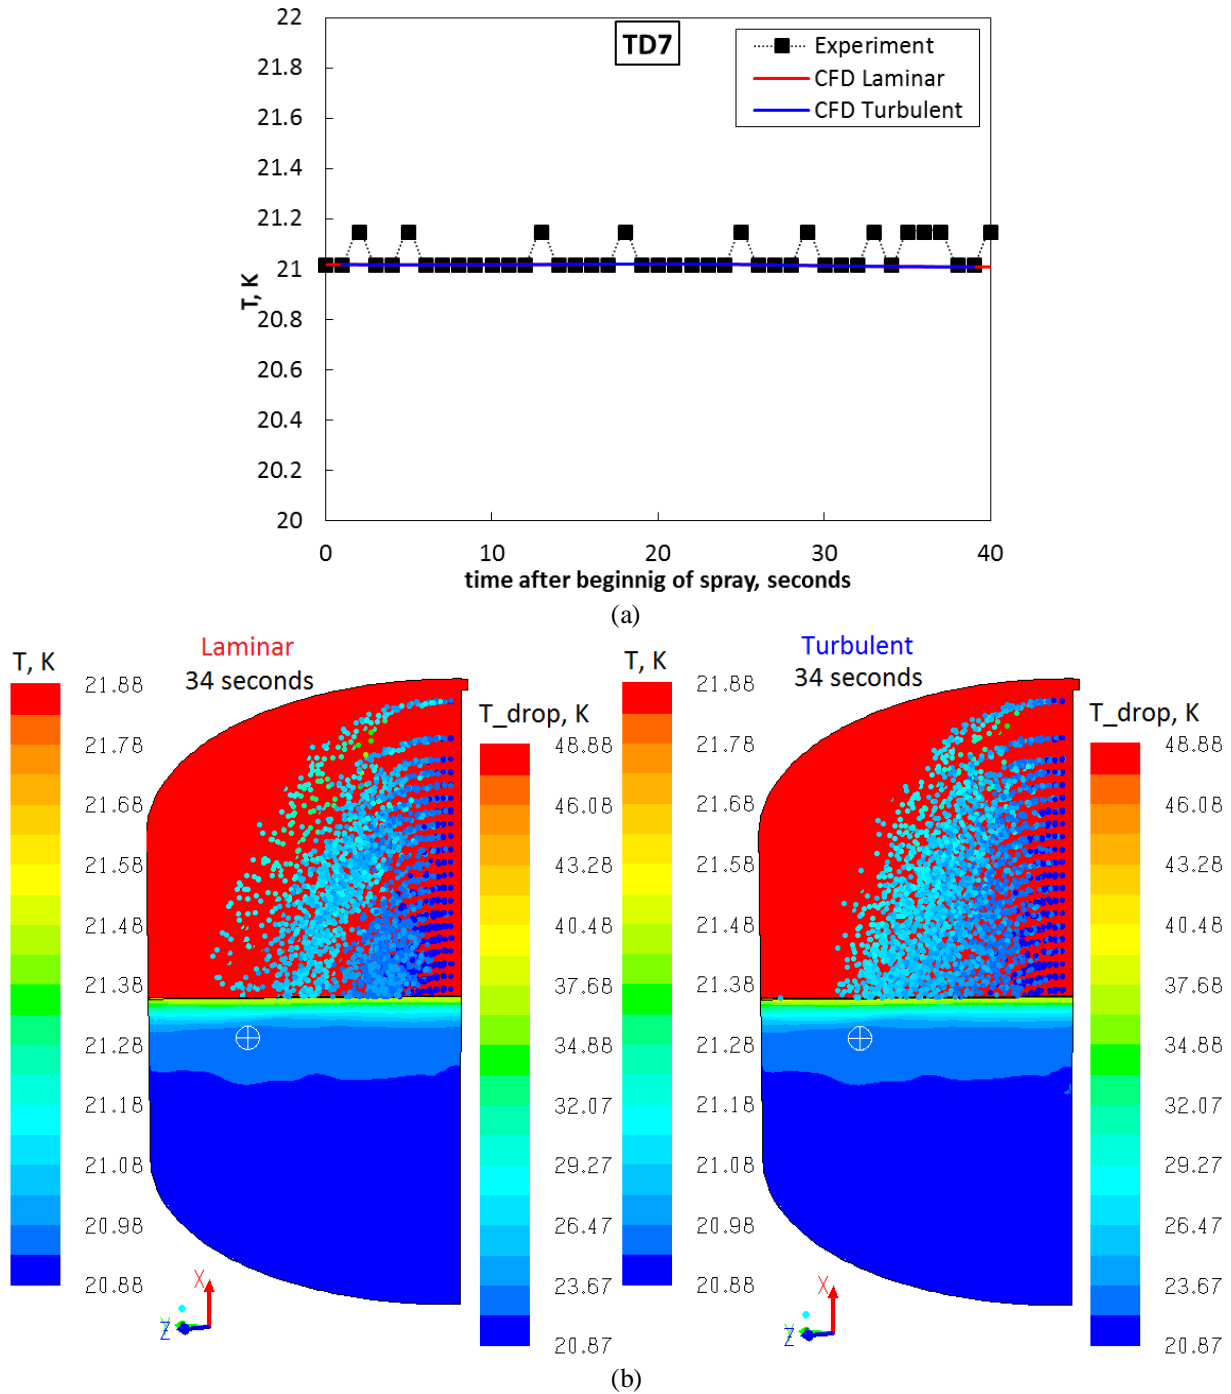 TD7
Experiment
CFD Laminar
CFD Turbulent
22
21.8
21.6
21.4
21.2
21
20.8
20.6
20.4
20.2
20
T, K
0 10 20 30 40
time after beginnig of spray, seconds
(a)
T, K
Laminar
34 seconds
T_drop, K
21.88
21.78
21.68
21.58
21.48
21.38
21.28
21.18
21.08
20.98
20.88
48.88
46.08
43.28
40.48
37.68
34.88
32.07
29.27
26.47
23.67
20.87
X
Y
Z
T, K
Turbulent
34 seconds
T_drop, K
21.88
21.78
21.68
21.58
21.48
21.38
21.28
21.18
21.08
20.98
20.88
48.88
46.08
43.28
40.48
37.68
34.88
32.07
29.27
26.47
23.67
20.87
X
Y
Z
(b)